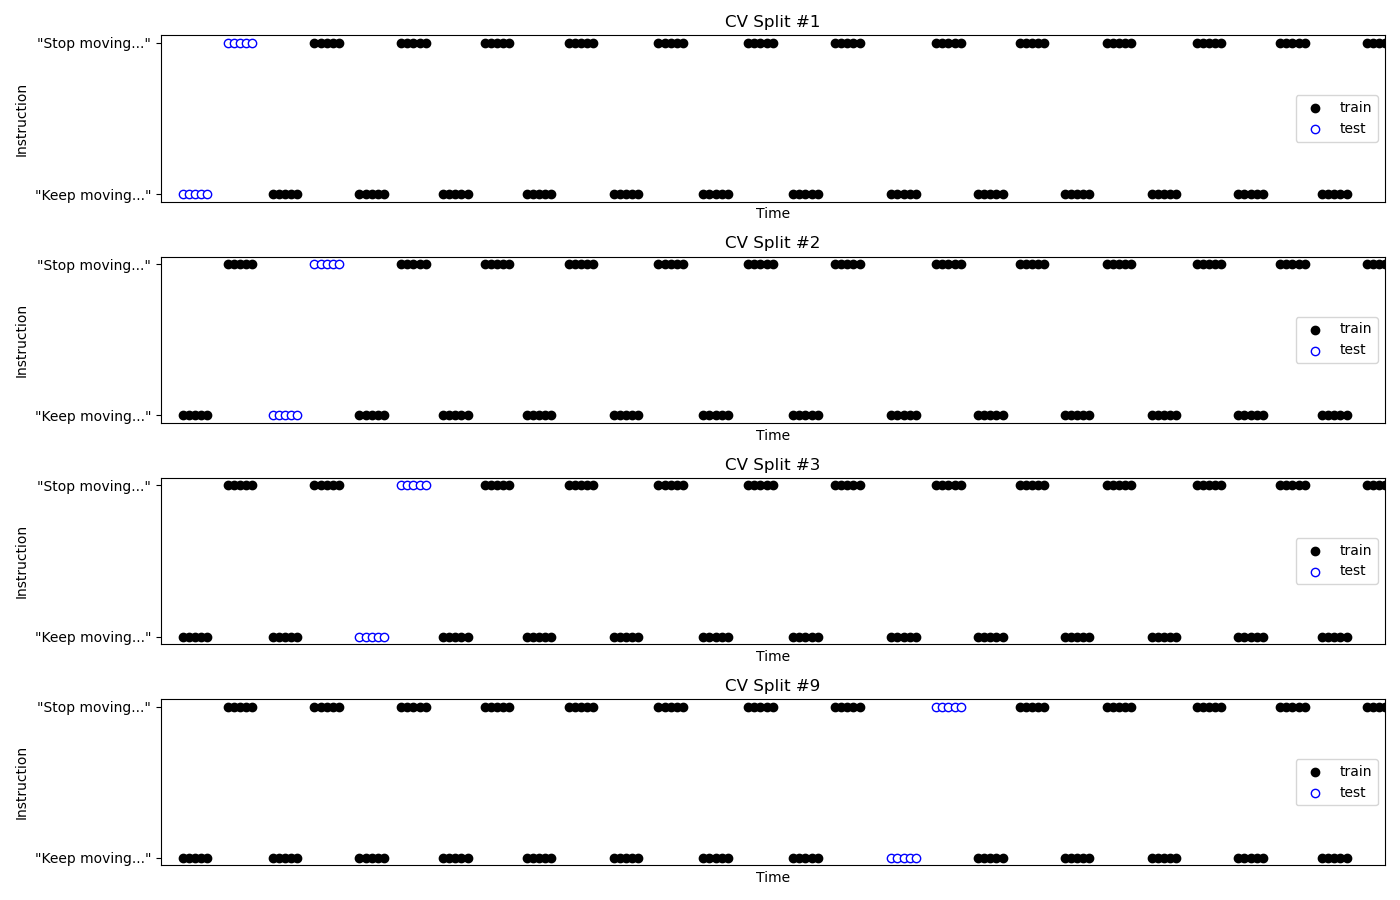 CV Split #1
"Stop moving..."
Instruction
train
test
"Keep moving..."
Time
CV Split #2
"Stop moving..."
Instruction
train
test
"Keep moving..."
Time
CV Split #3
"Stop moving..."
Instruction
train
test
"Keep moving..."
Time
CV Split #9
"Stop moving..."
Instruction
train
test
"Keep moving..."
Time